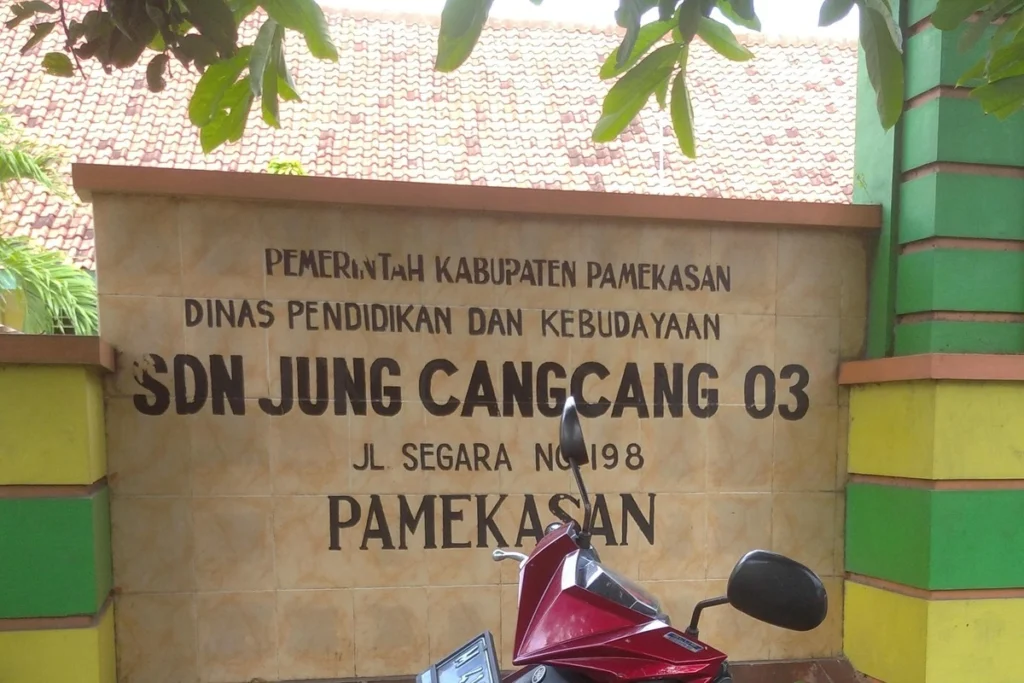 PEMERINTAH KABUPATEN PAMEKASAN
DINAS PENDIDIKAN DAN KEBUDAYAAN
SDN JUNG CANGCANG 03
JL. SEGARA NO 198
PAMEKASAN